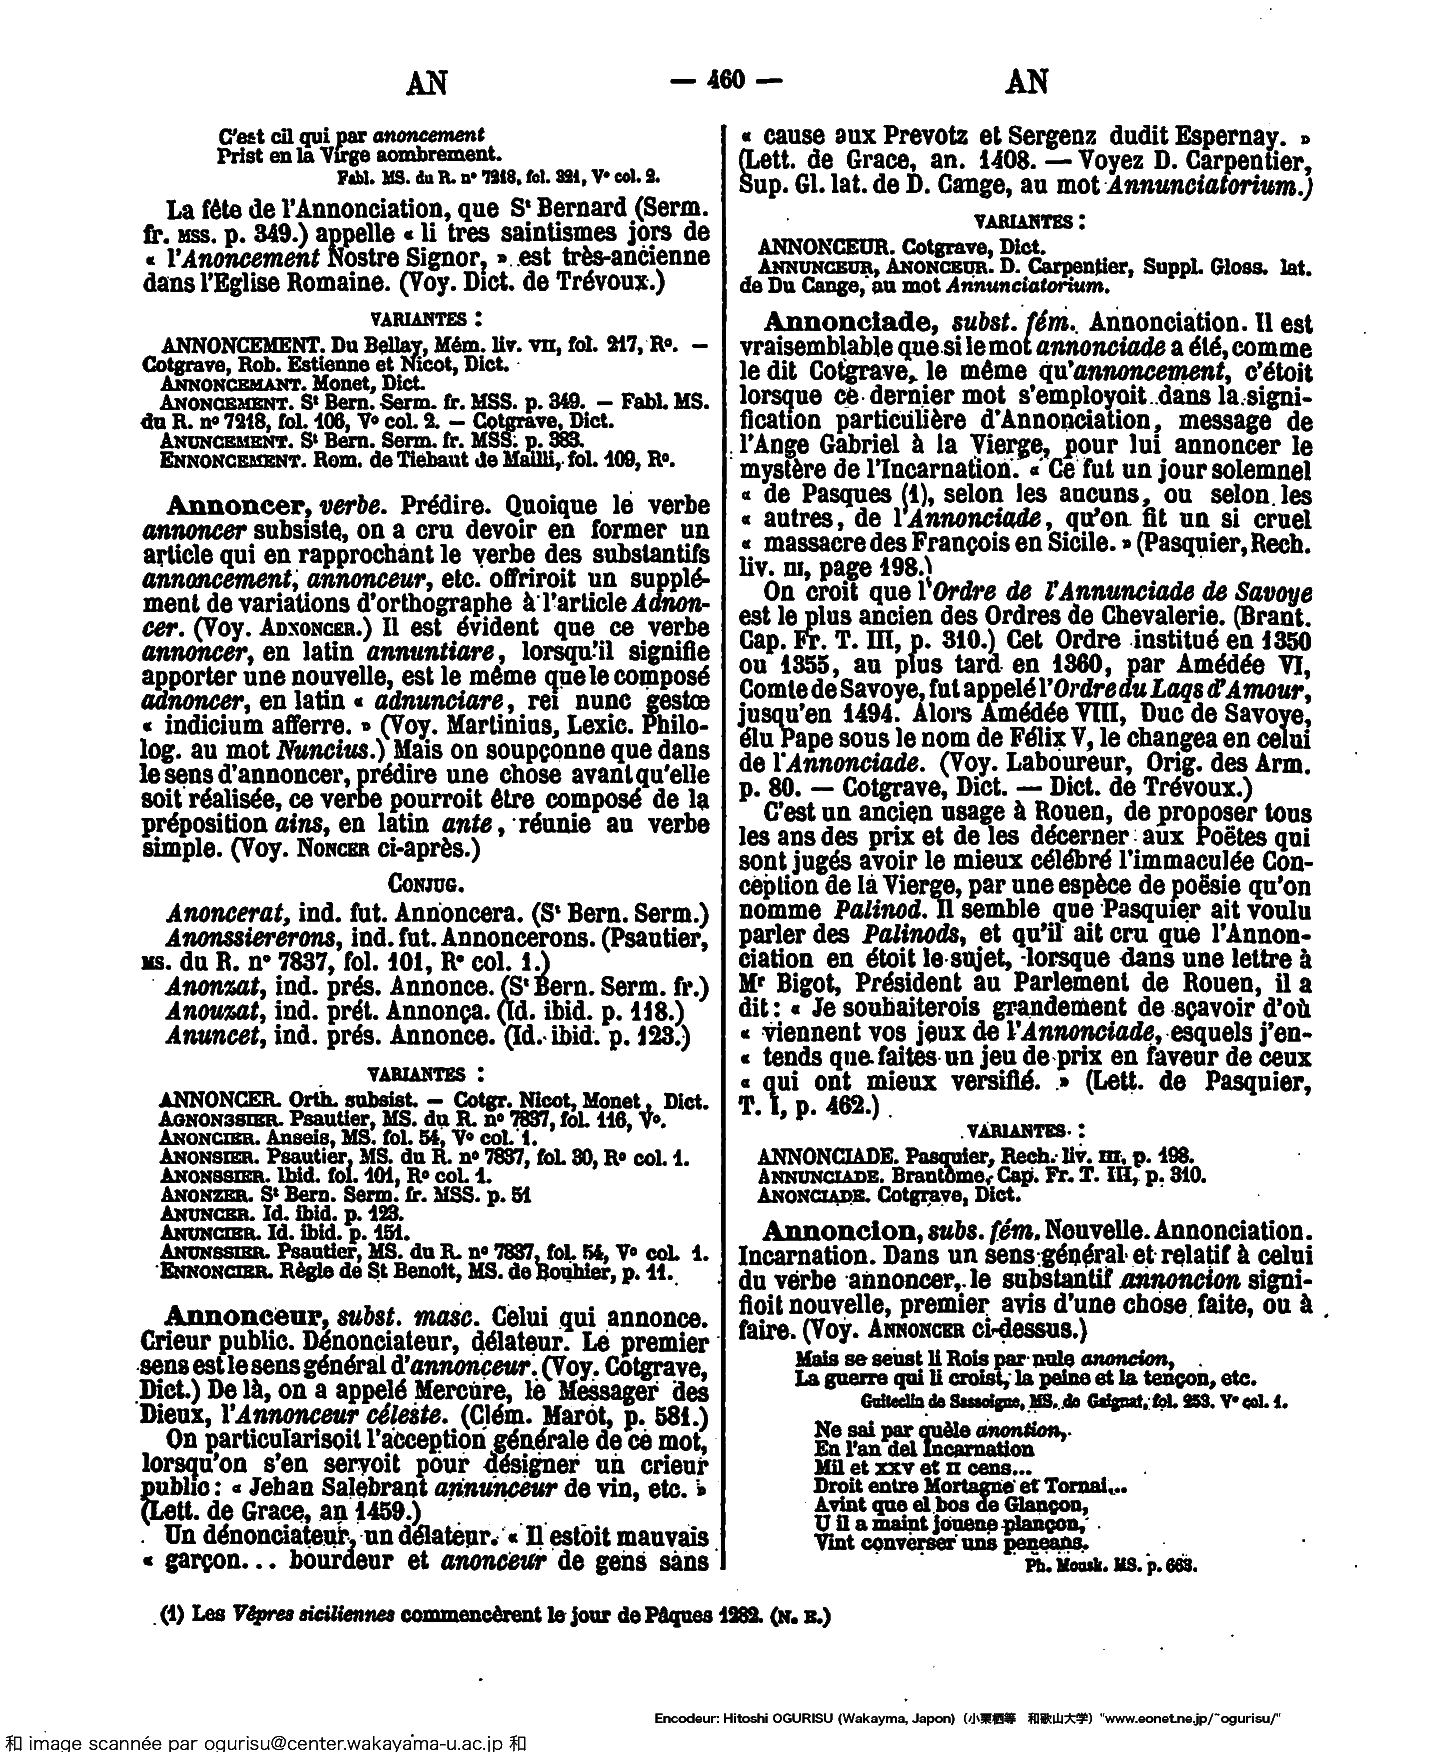 AN — 460 — AN
C'est cil qui par anoncement
Prist en la Virge aombrement.
Fabl. MS. du R. nº 7218, fol. 321, Vº col. 2.
La fête de l'Annonciation, que Sᵗ Bernard (Serm.
fr. MSS. p. 349.) appelle « li tres saintismes jors de
« l'Anoncement Nostre Signor, » est très-ancienne
dans l'Eglise Romaine. (Voy. Dict. de Trévoux.)
VARIANTES :
ANNONCEMENT. Du Bellay, Mém. liv. VII, fol. 217, Rº. —
Cotgrave, Rob. Estienne et Nicot, Dict.
ANNONCEMANT. Monet, Dict.
ANONCEMENT. Sᵗ Bern. Serm. fr. MSS. p. 349. — Fabl. MS.
du R. nº 7218, fol. 106, Vº col. 2. — Cotgrave, Dict.
ANUNCEMENT. Sᵗ Bern. Serm. fr. MSS. p. 383.
ENNONCEMENT. Rom. de Tiebaut de Mailli, fol. 109, Rº.
Annoncer, verbe. Prédire. Quoique le verbe
annoncer subsiste, on a cru devoir en former un
article qui en rapprochant le verbe des substantifs
annoncement, annonceur, etc. offriroit un supplé-
ment de variations d'orthographe à l'article Adnon-
cer. (Voy. ADNONCER.) Il est évident que ce verbe
annoncer, en latin annuntiare, lorsqu'il signifie
apporter une nouvelle, est le même que le composé
adnoncer, en latin « adnunciare, rei nunc gestœ
« indicium afferre. » (Voy. Martinius, Lexic. Philo-
log. au mot Nuncius.) Mais on soupçonne que dans
le sens d'annoncer, prédire une chose avant qu'elle
soit réalisée, ce verbe pourroit être composé de la
préposition ains, en latin ante, réunie au verbe
simple. (Voy. NONCER ci-après.)
CONJUG.
Anoncerat, ind. fut. Annoncera. (Sᵗ Bern. Serm.)
Anonssiererons, ind. fut. Annoncerons. (Psautier,
MS. du R. nº 7837, fol. 101, Rº col. 1.)
Anonzat, ind. prés. Annonce. (Sᵗ Bern. Serm. fr.)
Anouzat, ind. prét. Annonça. (Id. ibid. p. 118.)
Anuncet, ind. prés. Annonce. (Id. ibid. p. 123.)
VARIANTES :
ANNONCER. Orth. subsist. — Cotgr. Nicot, Monet, Dict.
AGNONSSIER. Psautier, MS. du R. nº 7837, fol. 116, Vº.
ANONCIER. Anseis, MS. fol. 54, Vº col. 1.
ANONSIER. Psautier, MS. du R. nº 7837, fol. 30, Rº col. 1.
ANONSSIER. Ibid. fol. 101, Rº col. 1.
ANONZER. Sᵗ Bern. Serm. fr. MSS. p. 51
ANUNCER. Id. ibid. p. 123.
ANUNCIER. Id. ibid. p. 151.
ANUNSSIER. Psautier, MS. du R. nº 7837, fol. 54, Vº col. 1.
ENNONCIER. Règle de St Benoît, MS. de Bouhier, p. 11.
Annonceur, subst. masc. Celui qui annonce.
Crieur public. Dénonciateur, délateur. Le premier
sens est le sens général d'annonceur. (Voy. Cotgrave,
Dict.) De là, on a appelé Mercure, le Messager des
Dieux, l'Annonceur céleste. (Clém. Marot, p. 581.)
On particularisoit l'acception générale de ce mot,
lorsqu'on s'en servoit pour désigner un crieur
public : « Jehan Salebrant annunceur de vin, etc. »
(Lett. de Grace, an 1459.)
Un dénonciateur, un délateur. « Il estoit mauvais
« garçon... bourdeur et anonceur de gens sans
« cause aux Prevotz et Sergenz dudit Espernay. »
(Lett. de Grace, an. 1408. — Voyez D. Carpentier,
Sup. Gl. lat. de D. Cange, au mot Annunciatorium.)
VARIANTES :
ANNONCEUR. Cotgrave, Dict.
ANNUNCEUR, ANONCEUR. D. Carpentier, Suppl. Gloss. lat.
de Du Cange, au mot Annunciatorium.
Annonciade, subst. fém. Annonciation. Il est
vraisemblable que si le mot annonciade a été, comme
le dit Cotgrave, le même qu'annoncement, c'étoit
lorsque ce dernier mot s'employoit dans la signi-
fication particulière d'Annonciation, message de
l'Ange Gabriel à la Vierge, pour lui annoncer le
mystère de l'Incarnation. « Ce fut un jour solemnel
« de Pasques (1), selon les aucuns, ou selon les
« autres, de l'Annonciade, qu'on fit un si cruel
« massacre des François en Sicile. » (Pasquier, Rech.
liv. III, page 198.)
On croit que l'Ordre de l'Annunciade de Savoye
est le plus ancien des Ordres de Chevalerie. (Brant.
Cap. Fr. T. III, p. 310.) Cet Ordre institué en 1350
ou 1355, au plus tard en 1360, par Amédée VI,
Comte de Savoye, fut appelé l'Ordre du Laqs d'Amour,
jusqu'en 1494. Alors Amédée VIII, Duc de Savoye,
élu Pape sous le nom de Félix V, le changea en celui
de l'Annonciade. (Voy. Laboureur, Orig. des Arm.
p. 80. — Cotgrave, Dict. — Dict. de Trévoux.)
C'est un ancien usage à Rouen, de proposer tous
les ans des prix et de les décerner aux Poëtes qui
sont jugés avoir le mieux célébré l'immaculée Con-
ception de la Vierge, par une espèce de poësie qu'on
nomme Palinod. Il semble que Pasquier ait voulu
parler des Palinods, et qu'il ait cru que l'Annon-
ciation en étoit le sujet, lorsque dans une lettre à
Mʳ Bigot, Président au Parlement de Rouen, il a
dit : « Je souhaiterois grandement de sçavoir d'où
« viennent vos jeux de l'Annonciade, esquels j'en-
« tends que faites un jeu de prix en faveur de ceux
« qui ont mieux versifié. » (Lett. de Pasquier,
T. I, p. 462.)
VARIANTES :
ANNONCIADE. Pasquier, Rech. liv. III, p. 198.
ANNUNCIADE. Brantôme, Cap. Fr. T. III, p. 310.
ANONCIADE. Cotgrave, Dict.
Annoncion, subs. fém. Nouvelle. Annonciation.
Incarnation. Dans un sens général et relatif à celui
du verbe annoncer, le substantif annoncion signi-
fioit nouvelle, premier avis d'une chose faite, ou à
faire. (Voy. ANNONCER ci-dessus.)
Mais se seust li Rois par nule anoncion,
La guerre qui li croist, la peine et la tençon, etc.
Guiteclin de Sassoigne, MS. de Gaignat, fol. 253. Vº col. 1.
Ne sai par quèle anontion,
En l'an del Incarnation
Mil et XXV et II cens...
Droit entre Mortagne et Tornai...
Avint que el bos de Glançon,
U il a maint jouene plançon,
Vint converser uns peneans.
Ph. Mousk. MS. p. 663.
(1) Les Vêpres siciliennes commencèrent le jour de Pâques 1282. (N. E.)
Encodeur: Hitoshi OGURISU (Wakayma, Japon) (小栗栖等 和歌山大学) "www.eonet.ne.jp/~ogurisu/"
和 image scannée par ogurisu@center.wakayama-u.ac.jp 和